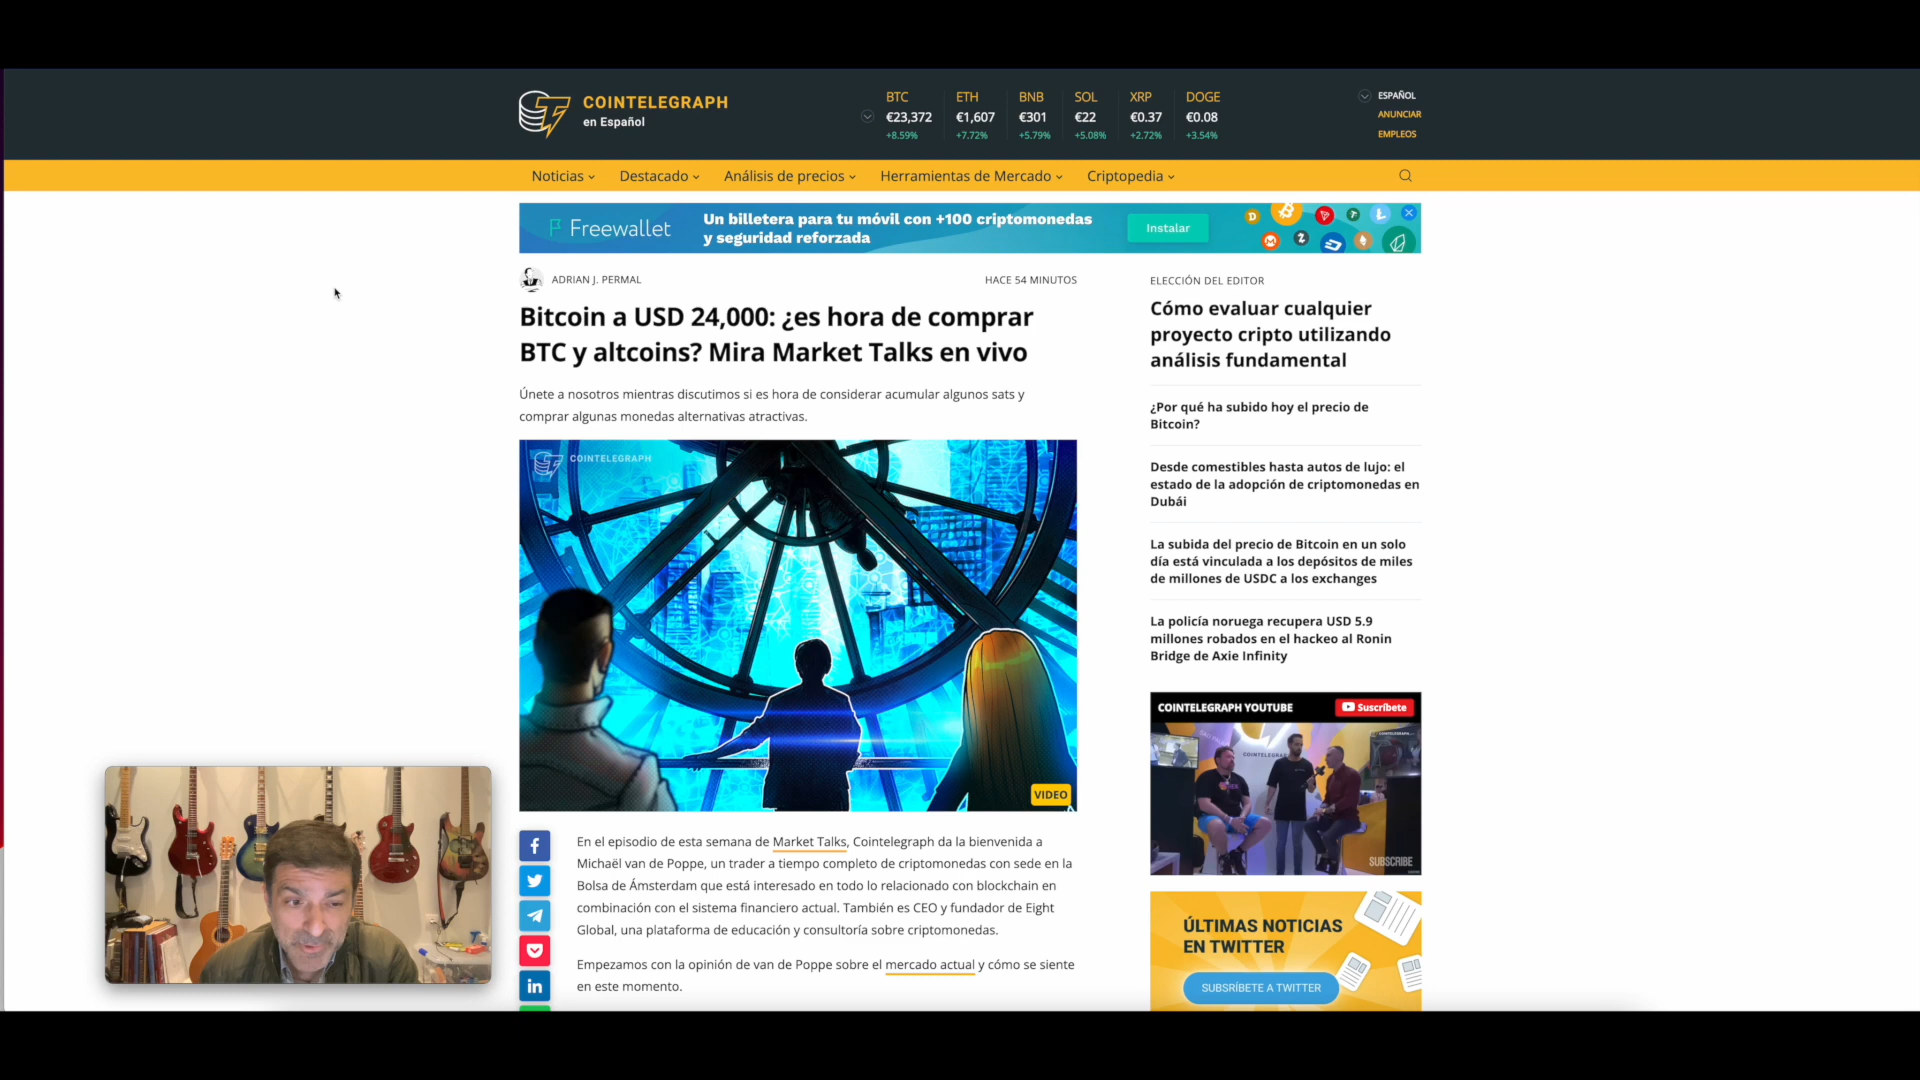 COINTELEGRAPH
en Español
BTC
€23,372
+8.59%
ETH
€1,607
+7.72%
BNB
€301
+5.79%
SOL
€22
+5.08%
XRP
€0.37
+2.72%
DOGE
€0.08
+3.54%
ESPAÑOL
ANUNCIAR
EMPLEOS
Noticias
Destacado
Análisis de precios
Herramientas de Mercado
Criptopedia
Freewallet
Un billetera para tu móvil con +100 criptomonedas
y seguridad reforzada
Instalar
ADRIAN J. PERMAL
HACE 54 MINUTOS
Bitcoin a USD 24,000: ¿es hora de comprar
BTC y altcoins? Mira Market Talks en vivo
Únete a nosotros mientras discutimos si es hora de considerar acumular algunos sats y
comprar algunas monedas alternativas atractivas.
COINTELEGRAPH
VIDEO
En el episodio de esta semana de Market Talks, Cointelegraph da la bienvenida a
Michaël van de Poppe, un trader a tiempo completo de criptomonedas con sede en la
Bolsa de Ámsterdam que está interesado en todo lo relacionado con blockchain en
combinación con el sistema financiero actual. También es CEO y fundador de Eight
Global, una plataforma de educación y consultoría sobre criptomonedas.
Empezamos con la opinión de van de Poppe sobre el mercado actual y cómo se siente
en este momento.
ELECCIÓN DEL EDITOR
Cómo evaluar cualquier
proyecto cripto utilizando
análisis fundamental
¿Por qué ha subido hoy el precio de
Bitcoin?
Desde comestibles hasta autos de lujo: el
estado de la adopción de criptomonedas en
Dubái
La subida del precio de Bitcoin en un solo
día está vinculada a los depósitos de miles
de millones de USDC a los exchanges
La policía noruega recupera USD 5.9
millones robados en el hackeo al Ronin
Bridge de Axie Infinity
COINTELEGRAPH YOUTUBE
Suscríbete
SUBSCRIBE
ÚLTIMAS NOTICIAS
EN TWITTER
SUBSRÍBETE A TWITTER